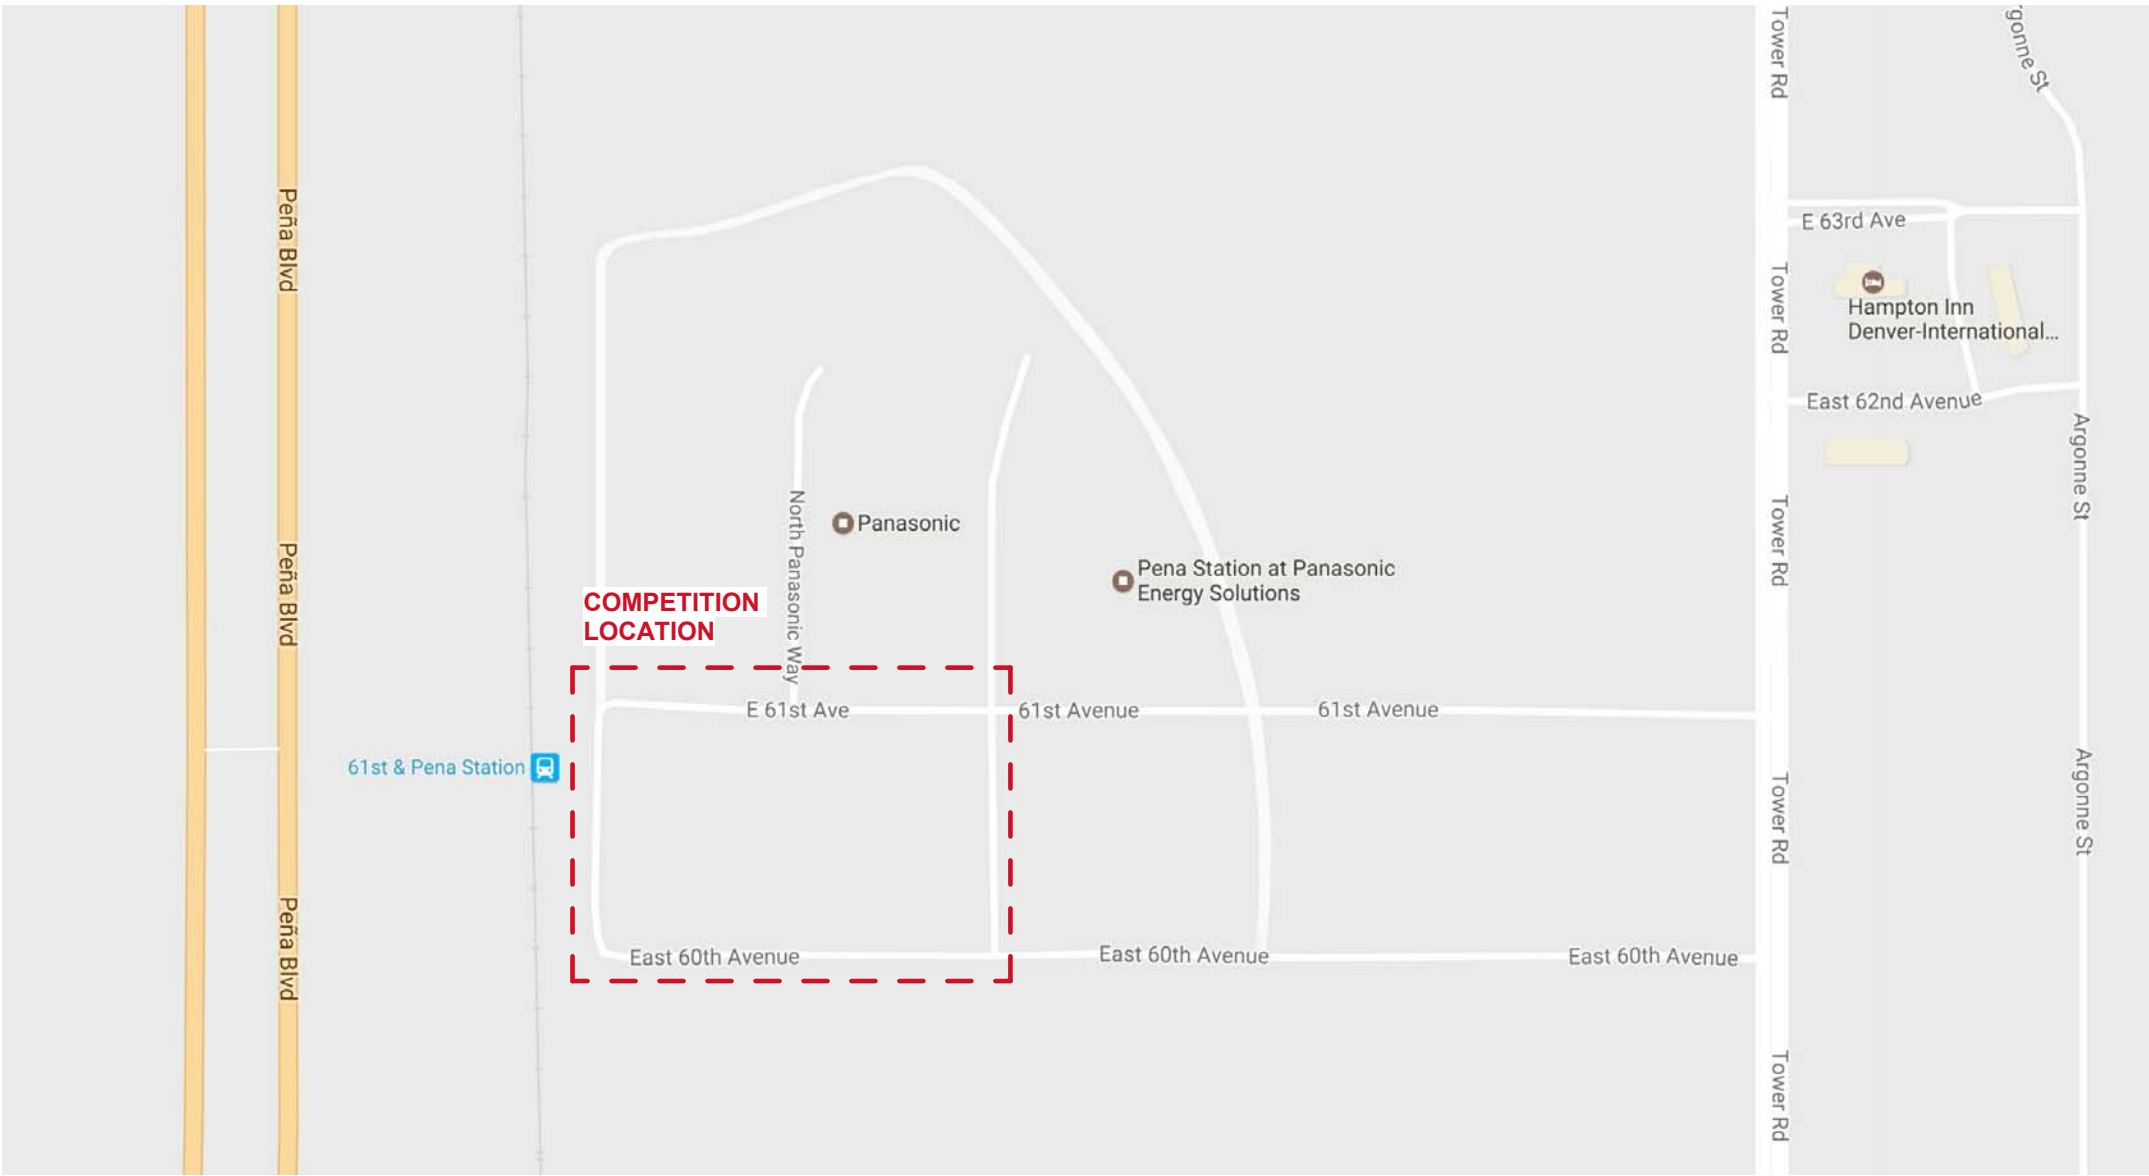 Tower Rd
rgonne St
Peña Blvd
E 63rd Ave
Tower Rd
Hampton Inn
Denver-International...
East 62nd Avenue
Argonne St
North Panasonic Way
Panasonic
Tower Rd
Peña Blvd
Pena Station at Panasonic
Energy Solutions
COMPETITION
LOCATION
E 61st Ave
61st Avenue
61st Avenue
61st & Pena Station
Tower Rd
Argonne St
Peña Blvd
East 60th Avenue
East 60th Avenue
East 60th Avenue
Tower Rd